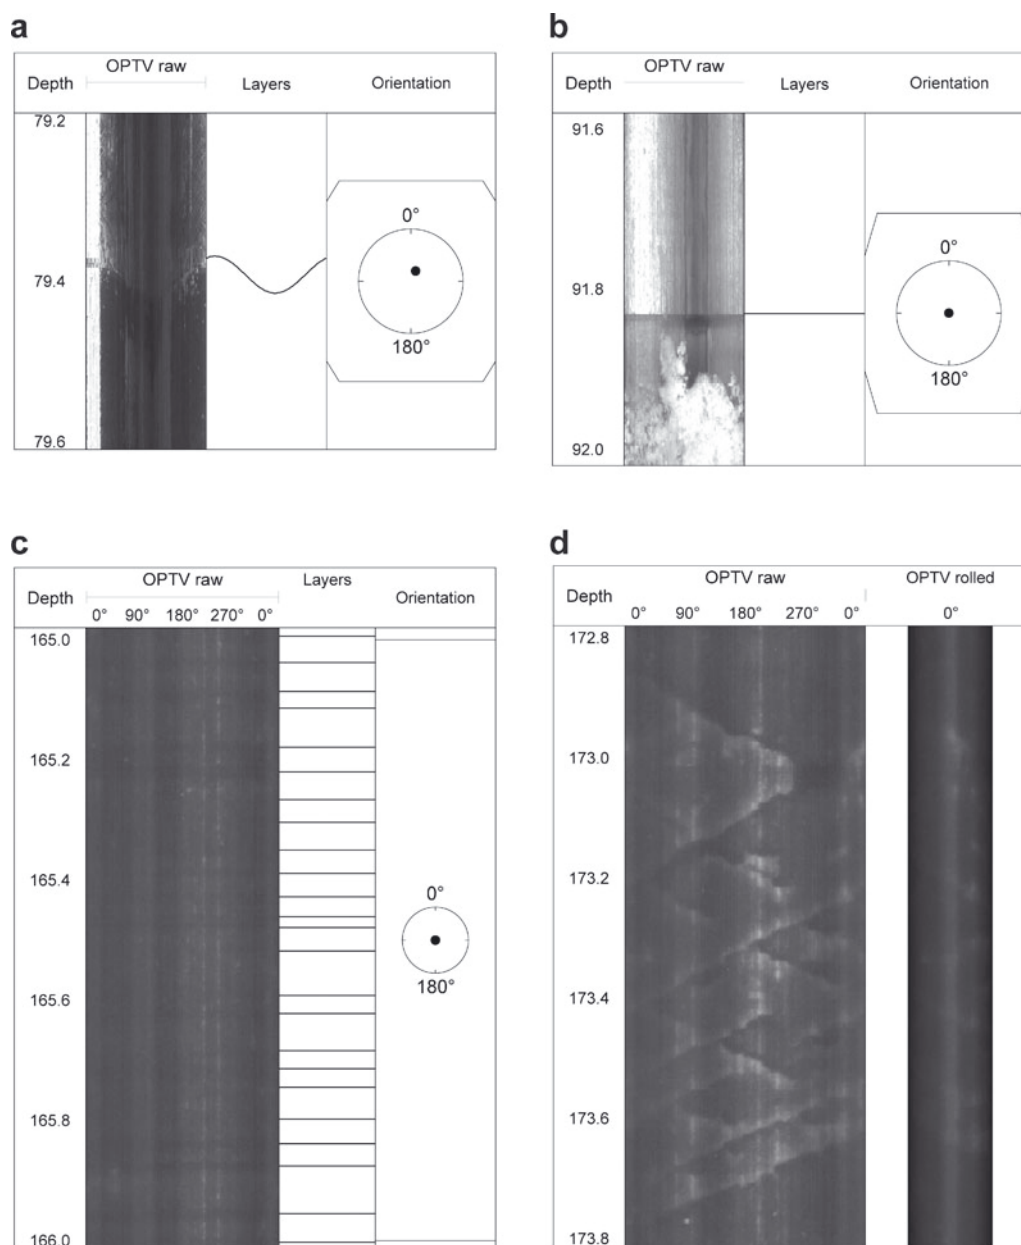 a
OPTV raw
Depth Layers Orientation
79.2
0°
79.4
180°
79.6
b
OPTV raw
Depth Layers Orientation
91.6
0°
91.8
180°
92.0
c
OPTV raw Layers
Depth Orientation
0° 90° 180° 270° 0°
165.0
165.2
165.4
0°
165.6
180°
165.8
166.0
d
OPTV raw OPTV rolled
Depth
0° 90° 180° 270° 0° 0°
172.8
173.0
173.2
173.4
173.6
173.8